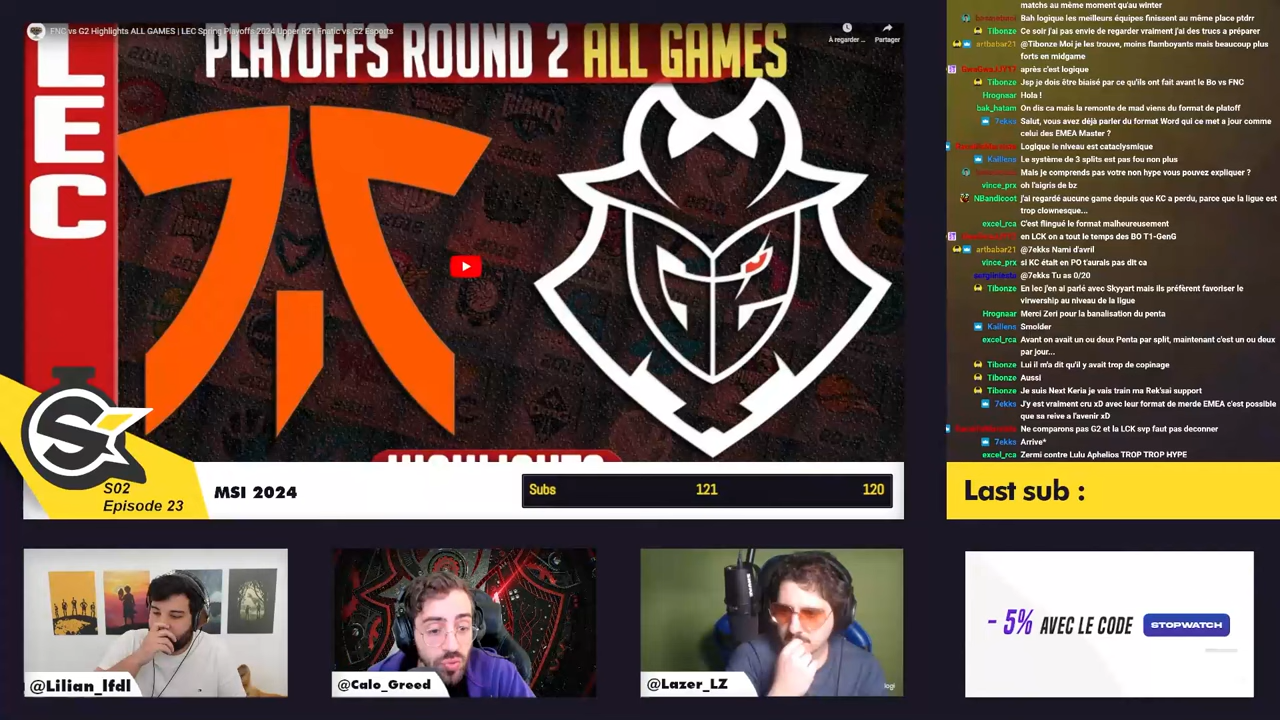 FNC vs G2 Highlights ALL GAMES | LEC Spring Playoffs 2024 Upper R2 | Fnatic vs G2 Esports
À regarder ...
Partager
PLAYOFFS ROUND 2 ALL GAMES
LEC
G2
HIGHLIGHTS
S02
Episode 23
MSI 2024
Subs 121 120
@Lilian_lfdl
@Calo_Greed
@Lazer_LZ
logi
matchs au même moment qu'au winter
Bah logique les meilleurs équipes finissent au même place ptdrr
Tibonze Ce soir j'ai pas envie de regarder vraiment j'ai des trucs a préparer
artbabar21 @Tibonze Moi je les trouve, moins flamboyants mais beaucoup plus
forts en midgame
après c'est logique
Tibonze Jsp je dois être biaisé par ce qu'ils ont fait avant le Bo vs FNC
Hrognaar Hola !
bak_hatam On dis ca mais la remonte de mad viens du format de platoff
7ekks Salut, vous avez déjà parler du format Word qui ce met a jour comme
celui des EMEA Master ?
Logique le niveau est cataclysmique
Kaillens Le système de 3 splits est pas fou non plus
Mais je comprends pas votre non hype vous pouvez expliquer ?
vince_prx oh l'aigris de bz
NBandicoot j'ai regardé aucune game depuis que KC a perdu, parce que la ligue est
trop clownesque...
excel_rca C'est flingué le format malheureusement
en LCK on a tout le temps des BO T1-GenG
artbabar21 @7ekks Nami d'avril
vince_prx si KC était en PO t'aurais pas dit ca
@7ekks Tu as 0/20
Tibonze En lec j'en ai parlé avec Skyyart mais ils préfèrent favoriser le
virwership au niveau de la ligue
Hrognaar Merci Zeri pour la banalisation du penta
Kaillens Smolder
excel_rca Avant on avait un ou deux Penta par split, maintenant c'est un ou deux
par jour...
Tibonze Lui il m'a dit qu'il y avait trop de copinage
Tibonze Aussi
Tibonze Je suis Next Keria je vais train ma Rek'sai support
7ekks J'y est vraiment cru xD avec leur format de merde EMEA c'est possible
que sa reive a l'avenir xD
Ne comparons pas G2 et la LCK svp faut pas deconner
7ekks Arrive*
excel_rca Zermi contre Lulu Aphelios TROP TROP HYPE
Last sub :
- 5% AVEC LE CODE STOPWATCH